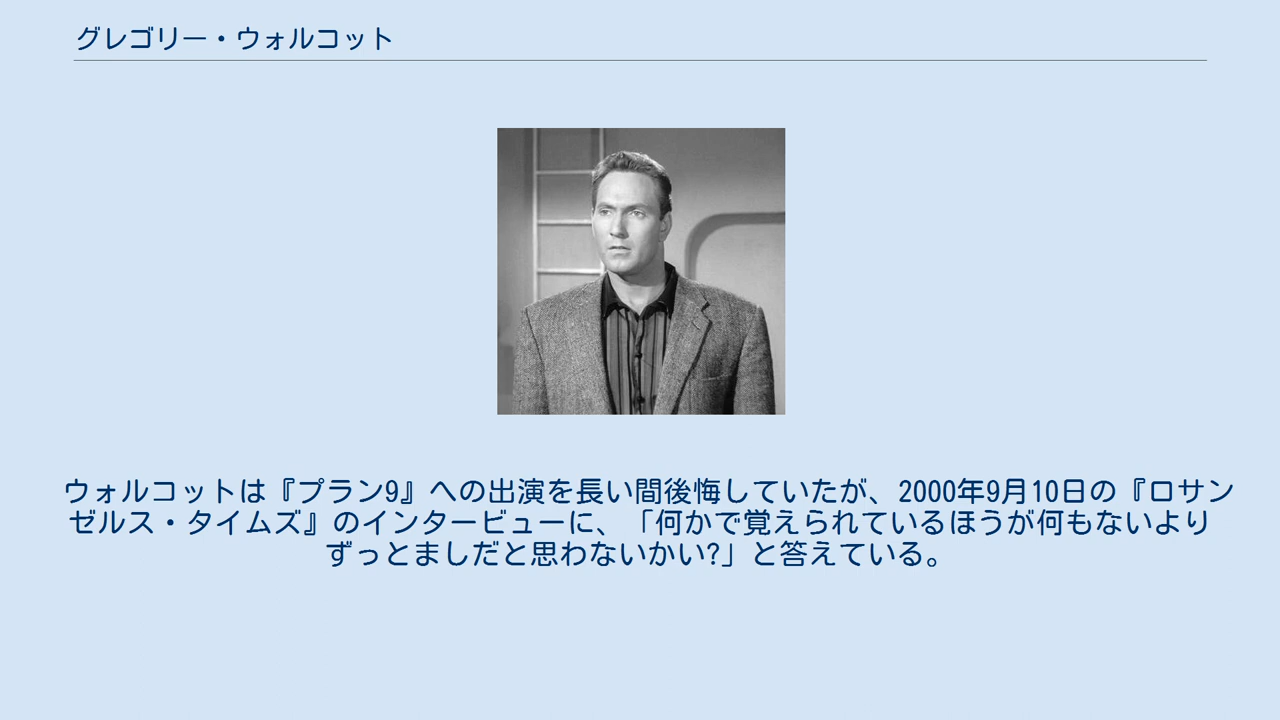 グレゴリー・ウォルコット
ウォルコットは『プラン9』への出演を長い間後悔していたが、2000年9月10日の『ロサン
ゼルス・タイムズ』のインタービューに、「何かで覚えられているほうが何もないより
ずっとましだと思わないかい?」と答えている。